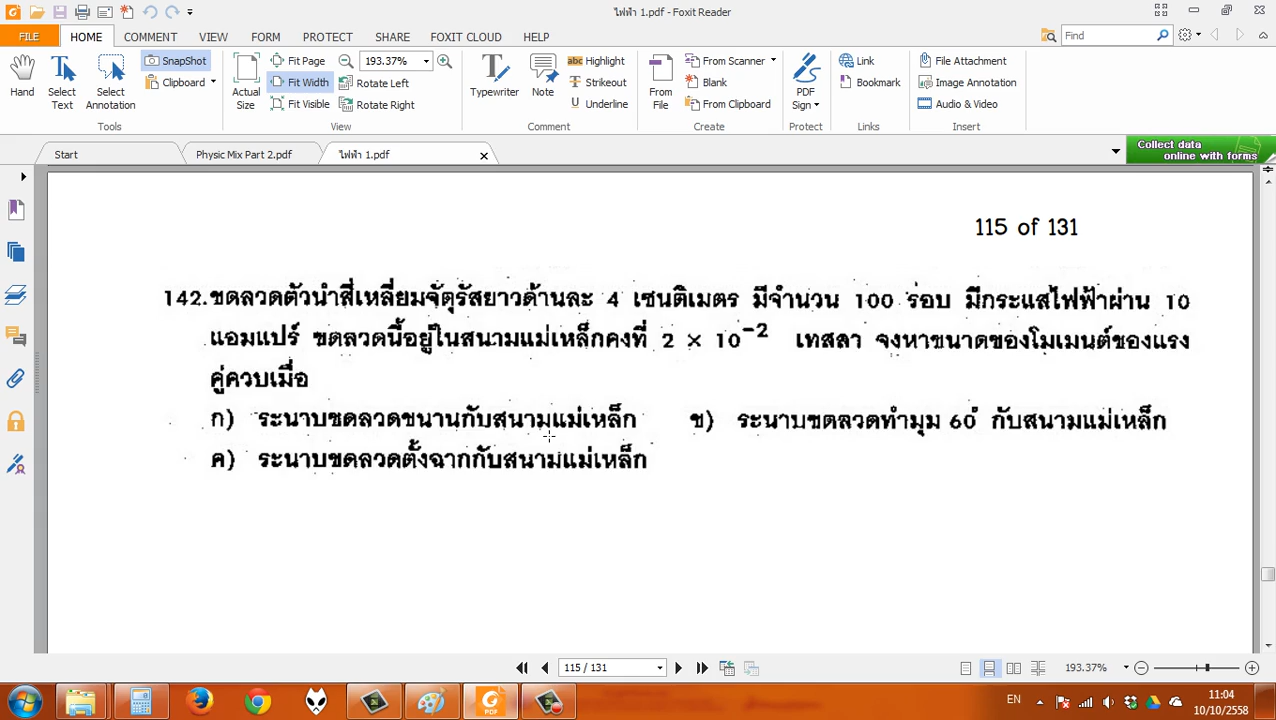 ไฟฟ้า 1.pdf - Foxit Reader
FILE HOME COMMENT VIEW FORM PROTECT SHARE FOXIT CLOUD HELP Find
SnapShot Fit Page 193.37% abc Highlight From Scanner Link File Attachment
Clipboard Fit Width Rotate Left Strikeout Blank Bookmark Image Annotation
Hand Select Text Select Annotation Actual Size Fit Visible Rotate Right Typewriter Note U Underline From File From Clipboard PDF Sign Audio & Video
Tools View Comment Create Protect Links Insert
Start Physic Mix Part 2.pdf ไฟฟ้า 1.pdf
Collect data
online with forms
115 of 131
142.ขดลวดตัวนำสี่เหลี่ยมจัตุรัสยาวด้านละ 4 เซนติเมตร มีจำนวน 100 รอบ มีกระแสไฟฟ้าผ่าน 10
แอมแปร์ ขดลวดนี้อยู่ในสนามแม่เหล็กคงที่ 2 × 10⁻² เทสลา จงหาขนาดของโมเมนต์ของแรง
คู่ควบเมื่อ
ก) ระนาบขดลวดขนานกับสนามแม่เหล็ก ข) ระนาบขดลวดทำมุม 60° กับสนามแม่เหล็ก
ค) ระนาบขดลวดตั้งฉากกับสนามแม่เหล็ก
115 / 131 193.37%
PDF EN 11:04
10/10/2558